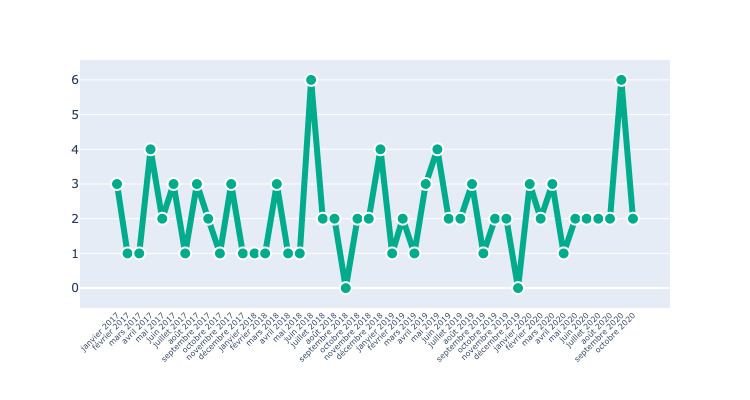 6
5
4
3
2
1
0
janvier 2017
février 2017
mars 2017
avril 2017
mai 2017
juin 2017
juillet 2017
août 2017
septembre 2017
octobre 2017
novembre 2017
décembre 2017
janvier 2018
février 2018
mars 2018
avril 2018
mai 2018
juin 2018
juillet 2018
août 2018
septembre 2018
octobre 2018
novembre 2018
décembre 2018
janvier 2019
février 2019
mars 2019
avril 2019
mai 2019
juin 2019
juillet 2019
août 2019
septembre 2019
octobre 2019
novembre 2019
décembre 2019
janvier 2020
février 2020
mars 2020
avril 2020
mai 2020
juin 2020
juillet 2020
août 2020
septembre 2020
octobre 2020